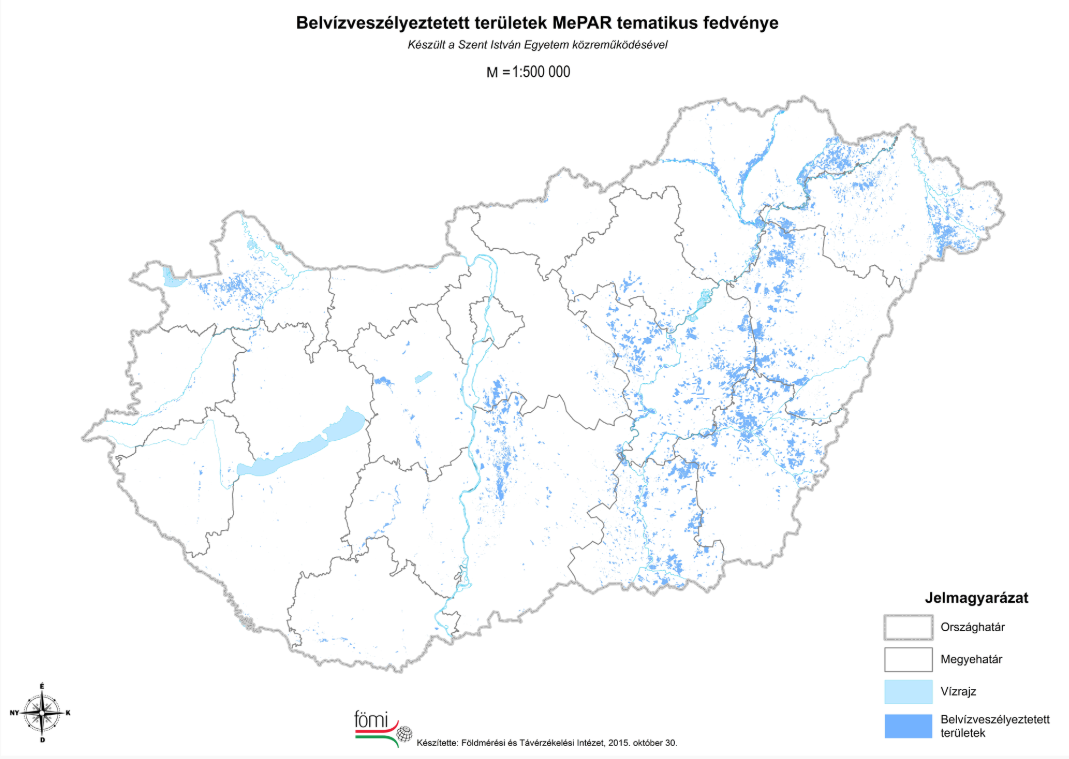 Belvízveszélyeztetett területek MePAR tematikus fedvénye
Készült a Szent István Egyetem közreműködésével
M =1:500 000
Jelmagyarázat
Országhatár
Megyehatár
Vízrajz
Belvízveszélyeztetett
területek
É
NY K
D
fömi
Készítette: Földmérési és Távérzékelési Intézet, 2015. október 30.